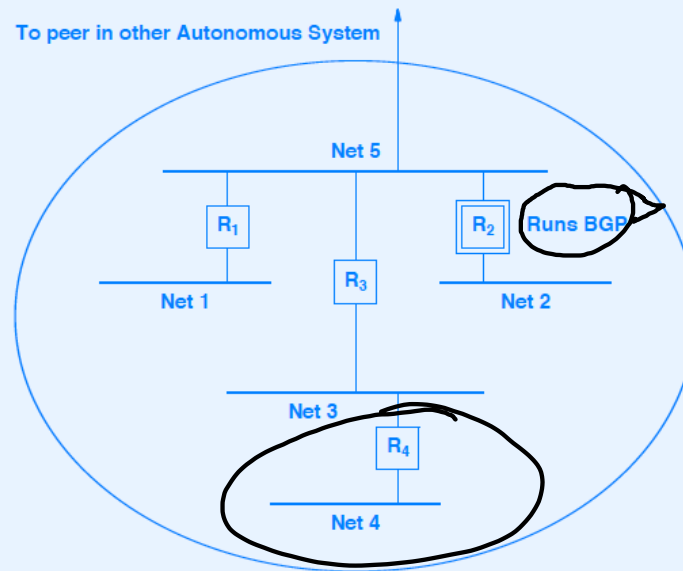 To peer in other Autonomous System
Net 5
R1
R2
Runs BGP
R3
Net 1
Net 2
Net 3
R4
Net 4